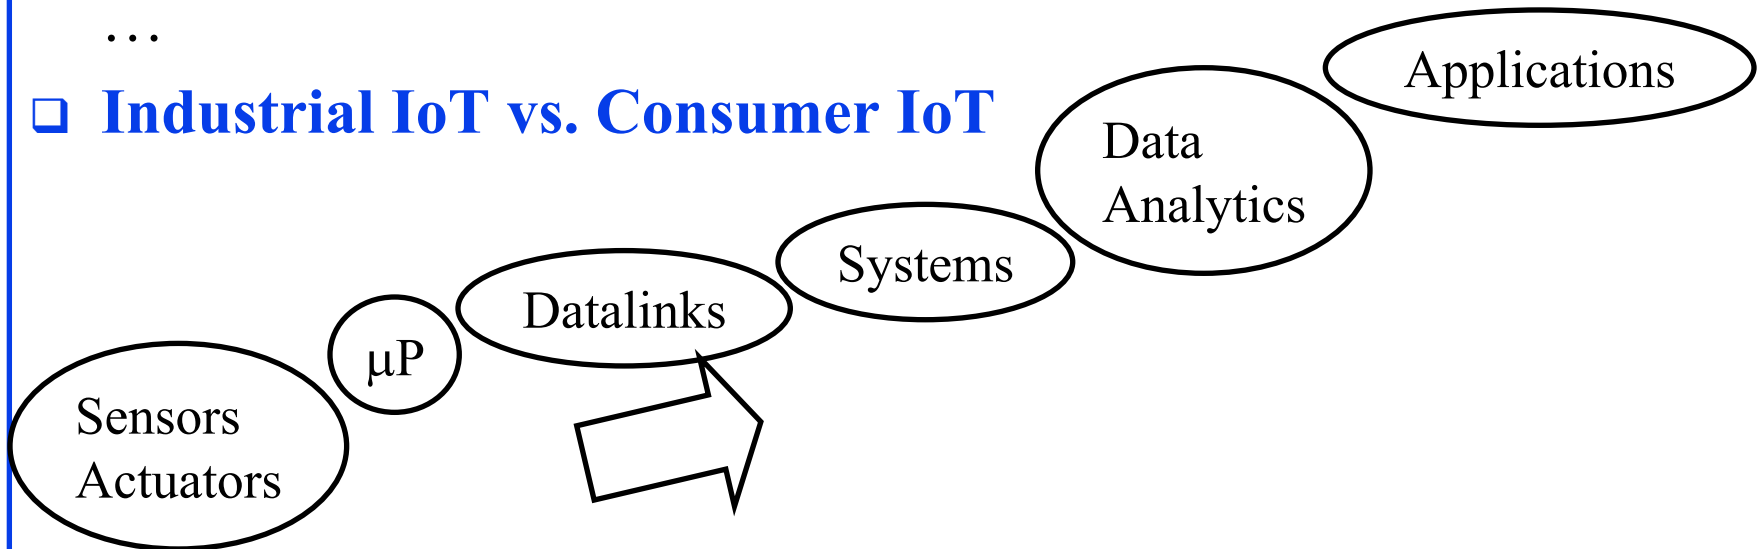 …
❑ Industrial IoT vs. Consumer IoT
Applications
Data
Analytics
Systems
Datalinks
μP
Sensors
Actuators